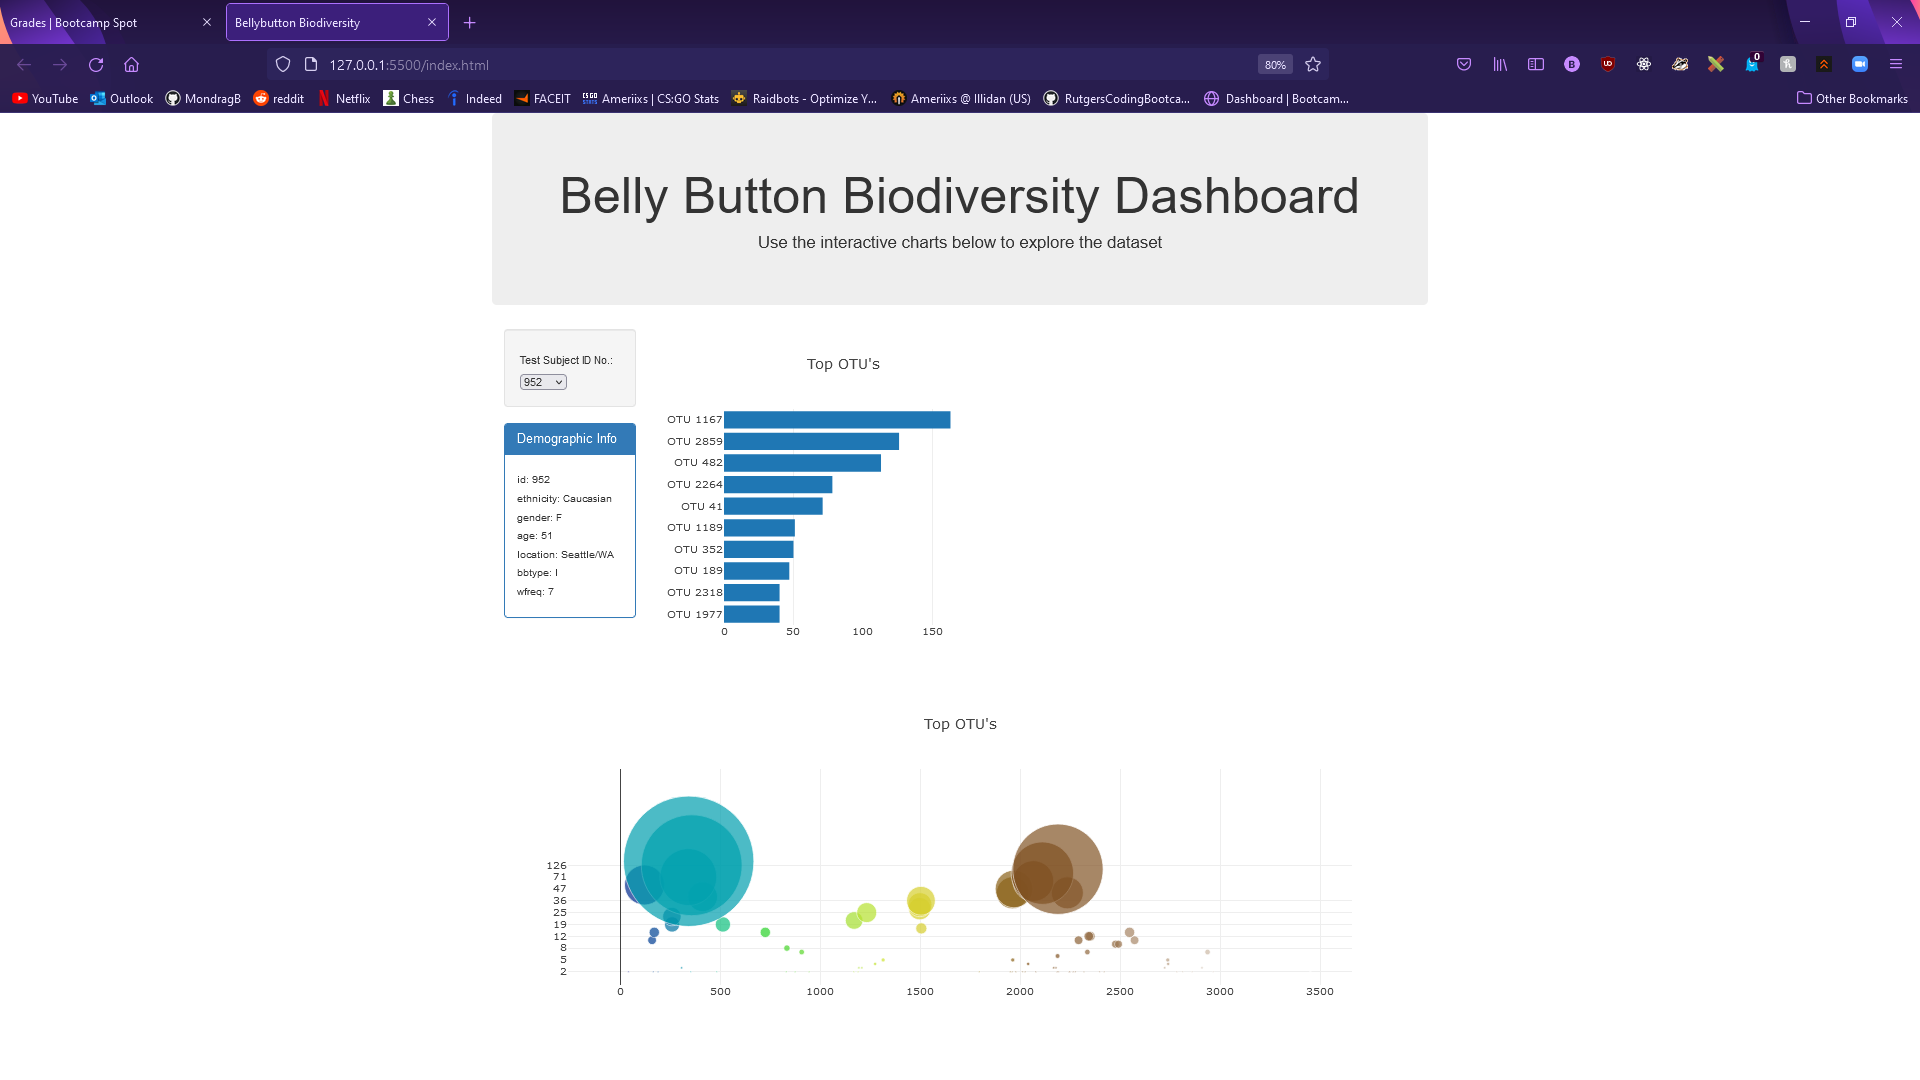 Grades | Bootcamp Spot
Bellybutton Biodiversity
127.0.0.1:5500/index.html
80%
0
YouTube
Outlook
MondragB
reddit
Netflix
Chess
Indeed
FACEIT
Ameriixs | CS:GO Stats
Raidbots - Optimize Y...
Ameriixs @ Illidan (US)
RutgersCodingBootca...
Dashboard | Bootcam...
Other Bookmarks
Belly Button Biodiversity Dashboard
Use the interactive charts below to explore the dataset
Test Subject ID No.:
952
Demographic Info
id: 952
ethnicity: Caucasian
gender: F
age: 51
location: Seattle/WA
bbtype: I
wfreq: 7
Top OTU's
OTU 1167
OTU 2859
OTU 482
OTU 2264
OTU 41
OTU 1189
OTU 352
OTU 189
OTU 2318
OTU 1977
0 50 100 150
Top OTU's
126
71
47
36
25
19
12
8
5
2
0 500 1000 1500 2000 2500 3000 3500